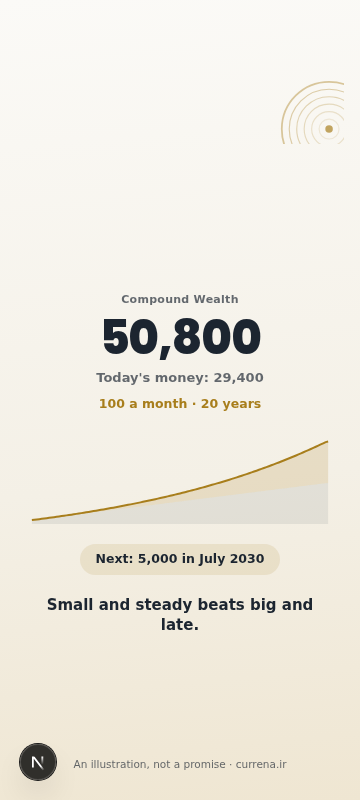 Compound Wealth
50,800
Today's money: 29,400
100 a month · 20 years
Next: 5,000 in July 2030
Small and steady beats big and
late.
N
An illustration, not a promise · currena.ir